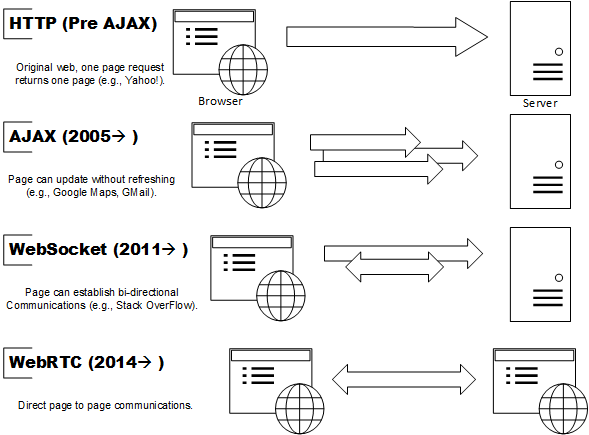 HTTP (Pre AJAX)
Original web, one page request
returns one page (e.g., Yahoo!).
Browser
Server
AJAX (2005→ )
Page can update without refreshing
(e.g., Google Maps, GMail).
WebSocket (2011→ )
Page can establish bi-directional
Communications (e.g., Stack OverFlow).
WebRTC (2014→ )
Direct page to page communications.